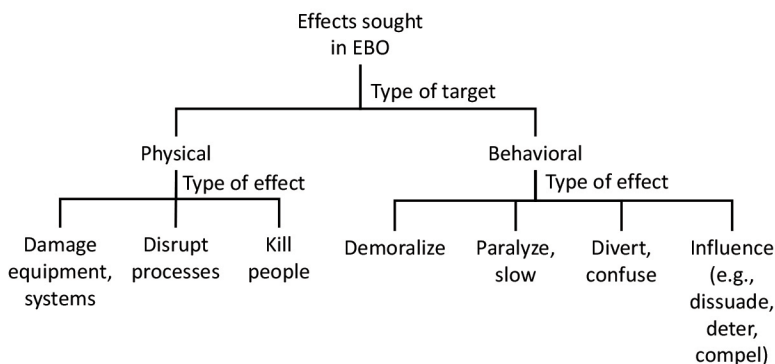 Effects sought
in EBO
Type of target
Physical
Behavioral
Type of effect
Type of effect
Damage
equipment,
systems
Disrupt
processes
Kill
people
Demoralize
Paralyze,
slow
Divert,
confuse
Influence
(e.g.,
dissuade,
deter,
compel)